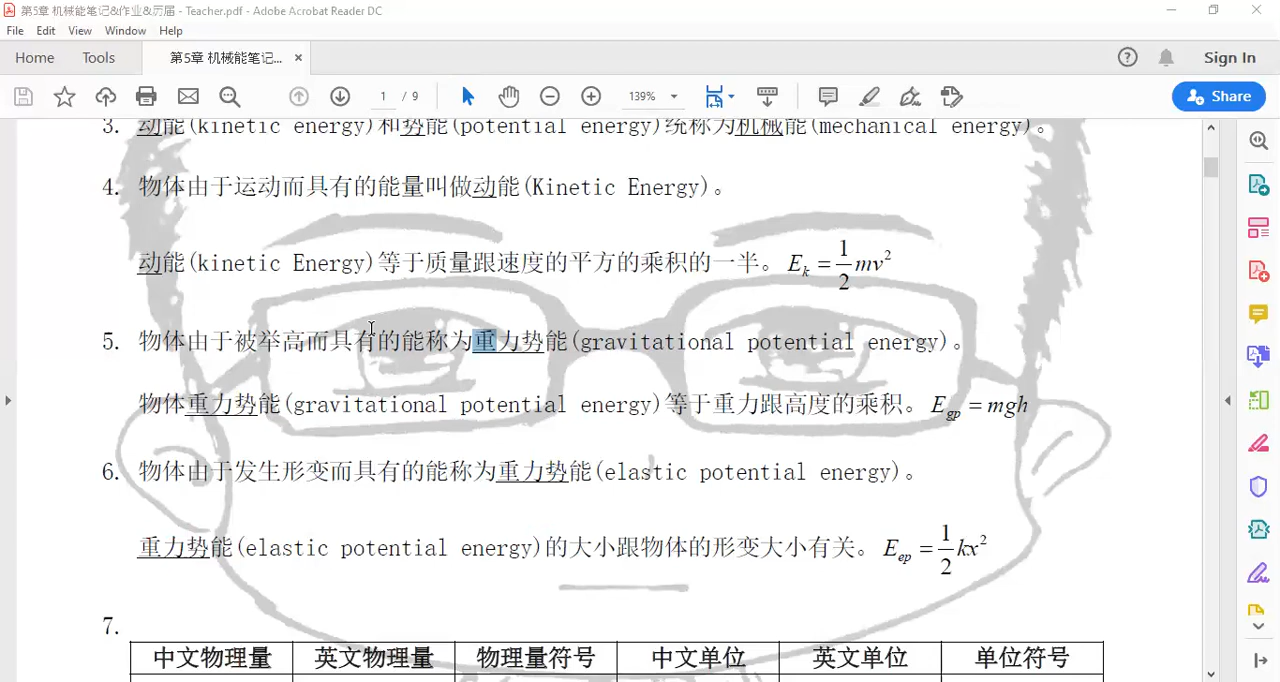 第5章 机械能笔记&作业&历届 - Teacher.pdf - Adobe Acrobat Reader DC
File Edit View Window Help
Home Tools 第5章 机械能笔记... × Sign In
1 / 9 139% Share
3. 动能(kinetic energy)和势能(potential energy)统称为机械能(mechanical energy)。
4. 物体由于运动而具有的能量叫做动能(Kinetic Energy)。
动能(kinetic Energy)等于质量跟速度的平方的乘积的一半。 E_k = 1/2 mv²
5. 物体由于被举高而具有的能称为重力势能(gravitational potential energy)。
物体重力势能(gravitational potential energy)等于重力跟高度的乘积。 E_gp = mgh
6. 物体由于发生形变而具有的能称为重力势能(elastic potential energy)。
重力势能(elastic potential energy)的大小跟物体的形变大小有关。 E_ep = 1/2 kx²
7.
中文物理量 英文物理量 物理量符号 中文单位 英文单位 单位符号